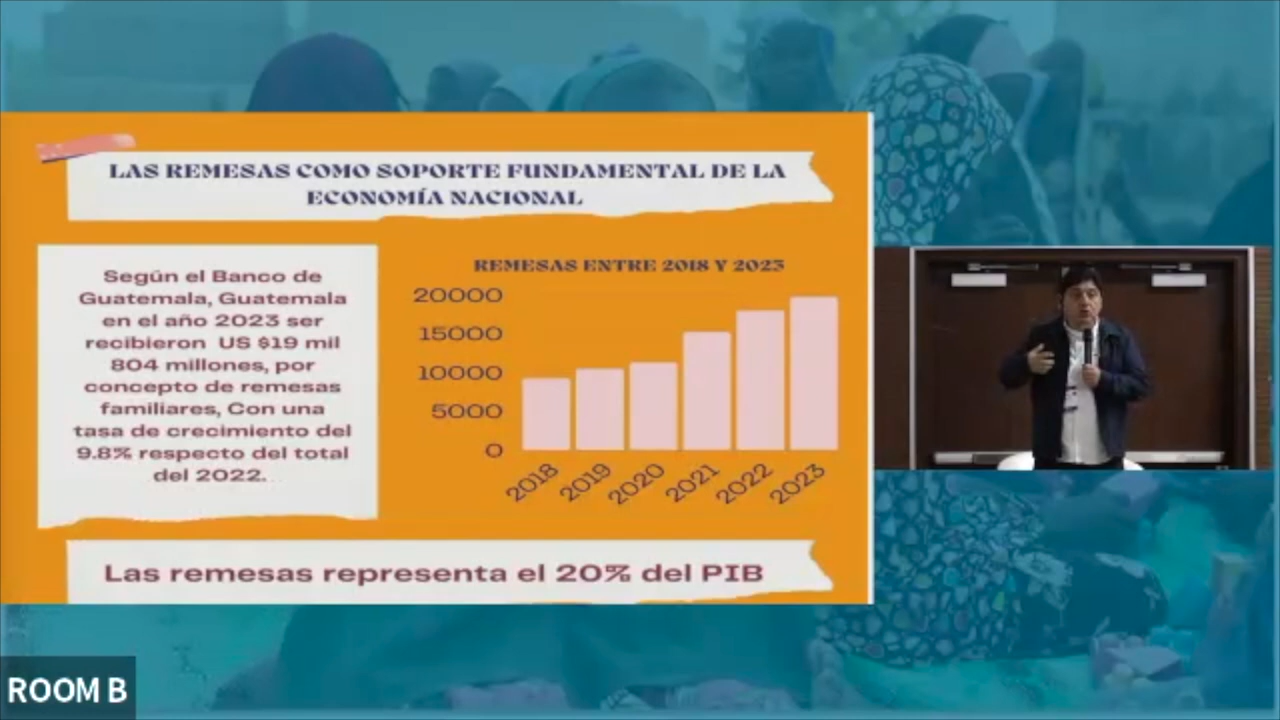 LAS REMESAS COMO SOPORTE FUNDAMENTAL DE LA
ECONOMÍA NACIONAL
Según el Banco de
Guatemala, Guatemala
en el año 2023 ser
recibieron US $19 mil
804 millones, por
concepto de remesas
familiares, Con una
tasa de crecimiento del
9.8% respecto del total
del 2022.
REMESAS ENTRE 2018 Y 2023
20000
15000
10000
5000
0
2018
2019
2020
2021
2022
2023
Las remesas representa el 20% del PIB
ROOM B